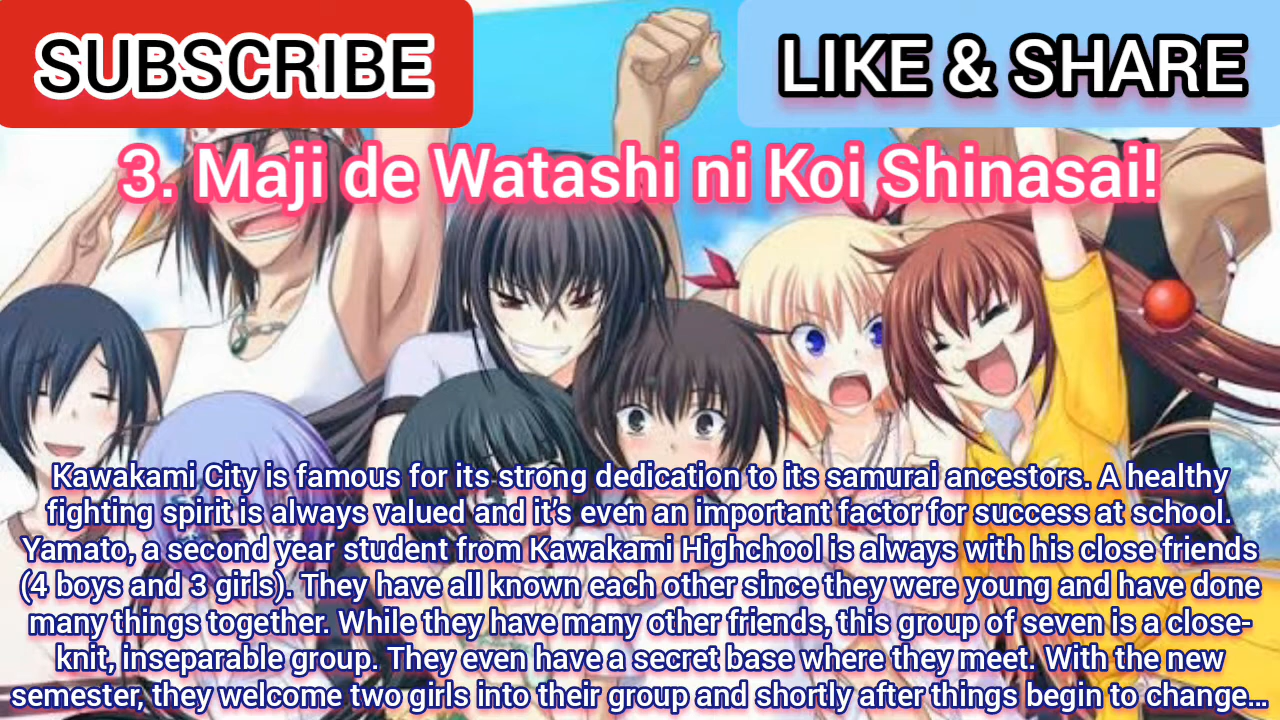 SUBSCRIBE
LIKE & SHARE
3. Maji de Watashi ni Koi Shinasai!
Kawakami City is famous for its strong dedication to its samurai ancestors. A healthy
fighting spirit is always valued and it's even an important factor for success at school.
Yamato, a second year student from Kawakami Highchool is always with his close friends
(4 boys and 3 girls). They have all known each other since they were young and have done
many things together. While they have many other friends, this group of seven is a close-
knit, inseparable group. They even have a secret base where they meet. With the new
semester, they welcome two girls into their group and shortly after things begin to change...